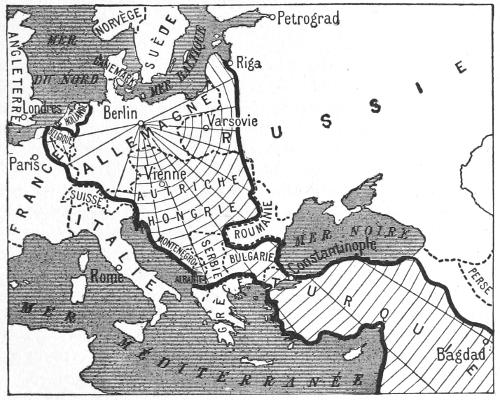 NORVÈGE
SUÈDE
Petrograd
ANGLETERRE
MER
DU NORD
DANEMARK
MER BALTIQUE
Riga
RUSSIE
Londres
HOLLANDE
BELGIQUE
Berlin
ALLEMAGNE
Varsovie
Paris
FRANCE
Vienne
AUTRICHE
HONGRIE
SUISSE
ITALIE
ROUMANIE
MER NOIRE
MONTENEGRO
SERBIE
BULGARIE
Constantinople
ALBANIE
Rome
GRÈCE
TURQUIE
PERSE
Bagdad
MER MÉDITERRANÉE